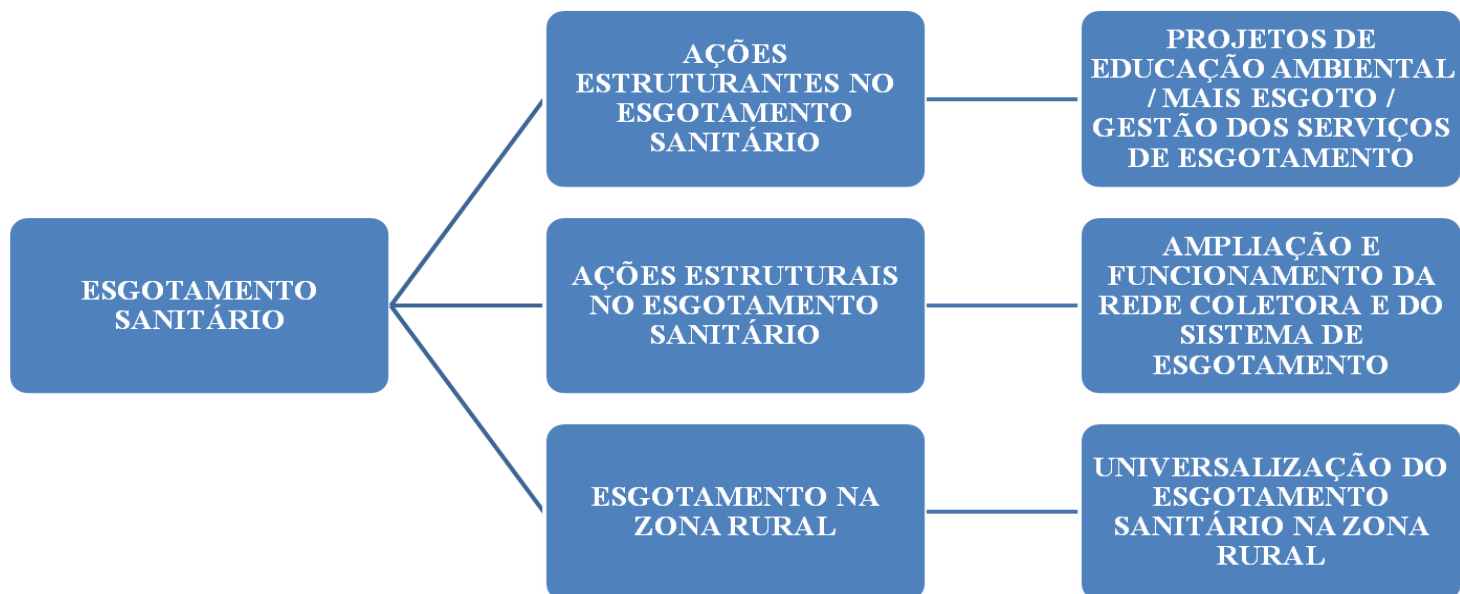 ESGOTAMENTO
SANITÁRIO
AÇÕES
ESTRUTURANTES NO
ESGOTAMENTO
SANITÁRIO
PROJETOS DE
EDUCAÇÃO AMBIENTAL
/ MAIS ESGOTO /
GESTÃO DOS SERVIÇOS
DE ESGOTAMENTO
AÇÕES ESTRUTURAIS
NO ESGOTAMENTO
SANITÁRIO
AMPLIAÇÃO E
FUNCIONAMENTO DA
REDE COLETORA E DO
SISTEMA DE
ESGOTAMENTO
ESGOTAMENTO NA
ZONA RURAL
UNIVERSALIZAÇÃO DO
ESGOTAMENTO
SANITÁRIO NA ZONA
RURAL